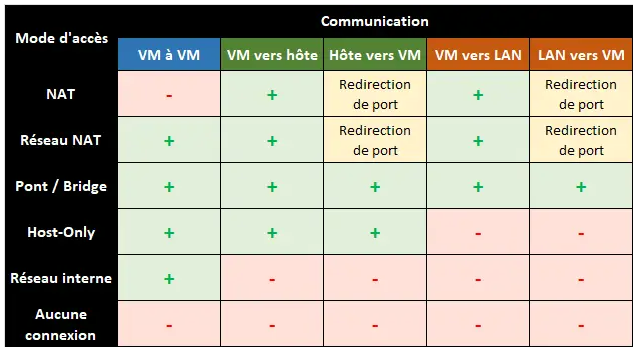 Mode d'accès
Communication
VM à VM VM vers hôte Hôte vers VM VM vers LAN LAN vers VM
NAT - + Redirection de port + Redirection de port
Réseau NAT + + Redirection de port + Redirection de port
Pont / Bridge + + + + +
Host-Only + + + - -
Réseau interne + - - - -
Aucune connexion - - - - -